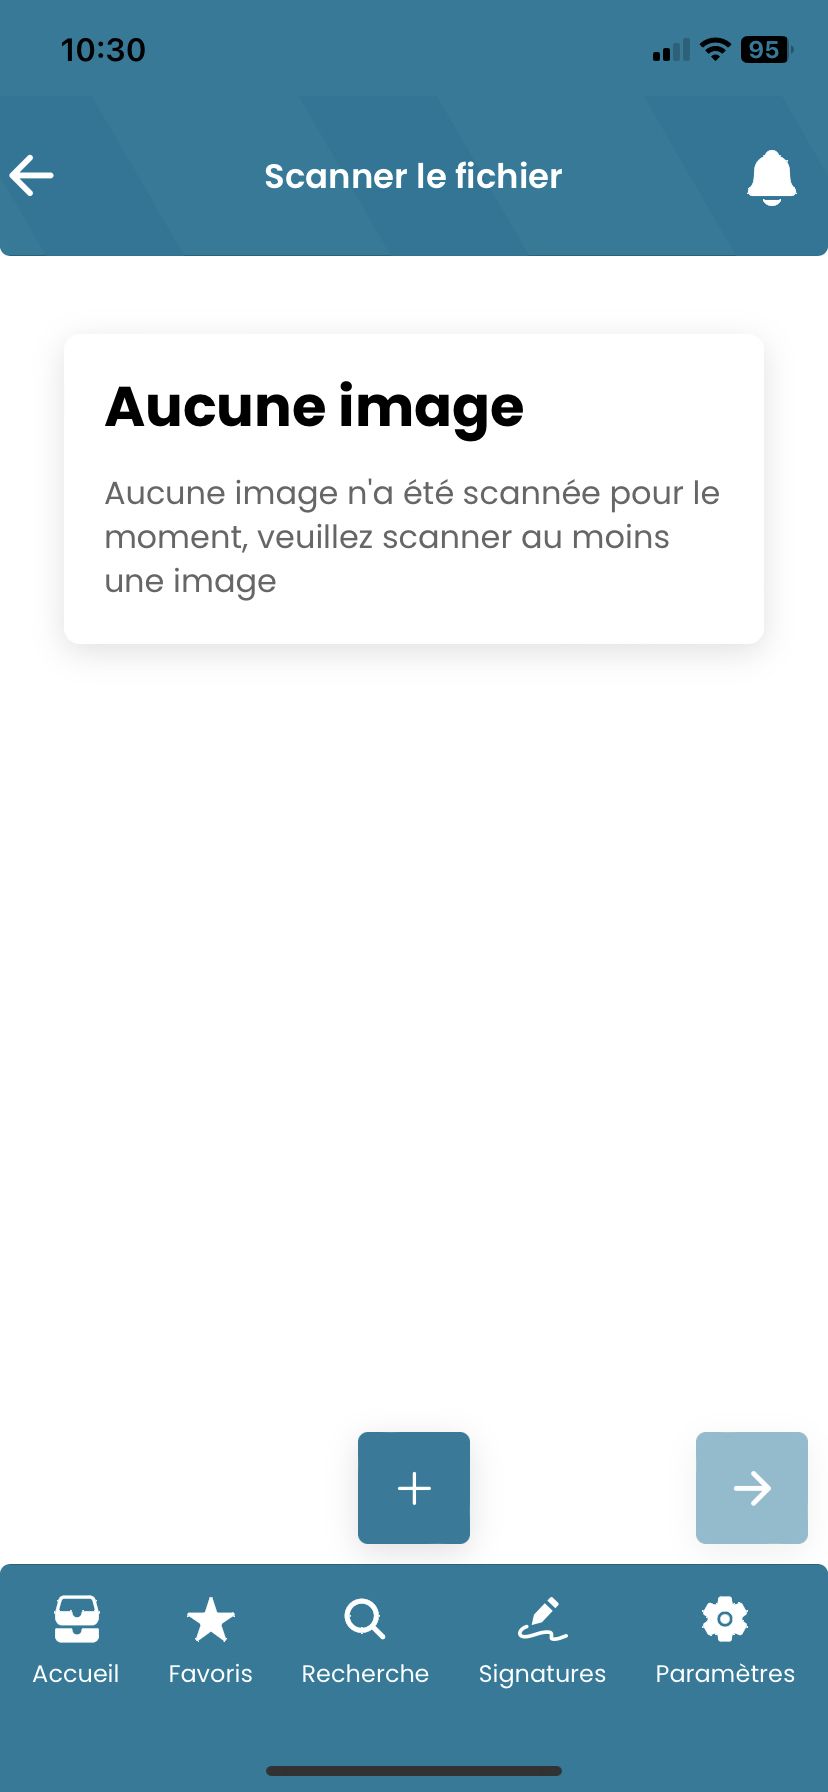 10:30
95
Scanner le fichier
Aucune image
Aucune image n'a été scannée pour le
moment, veuillez scanner au moins
une image
Accueil
Favoris
Recherche
Signatures
Paramètres